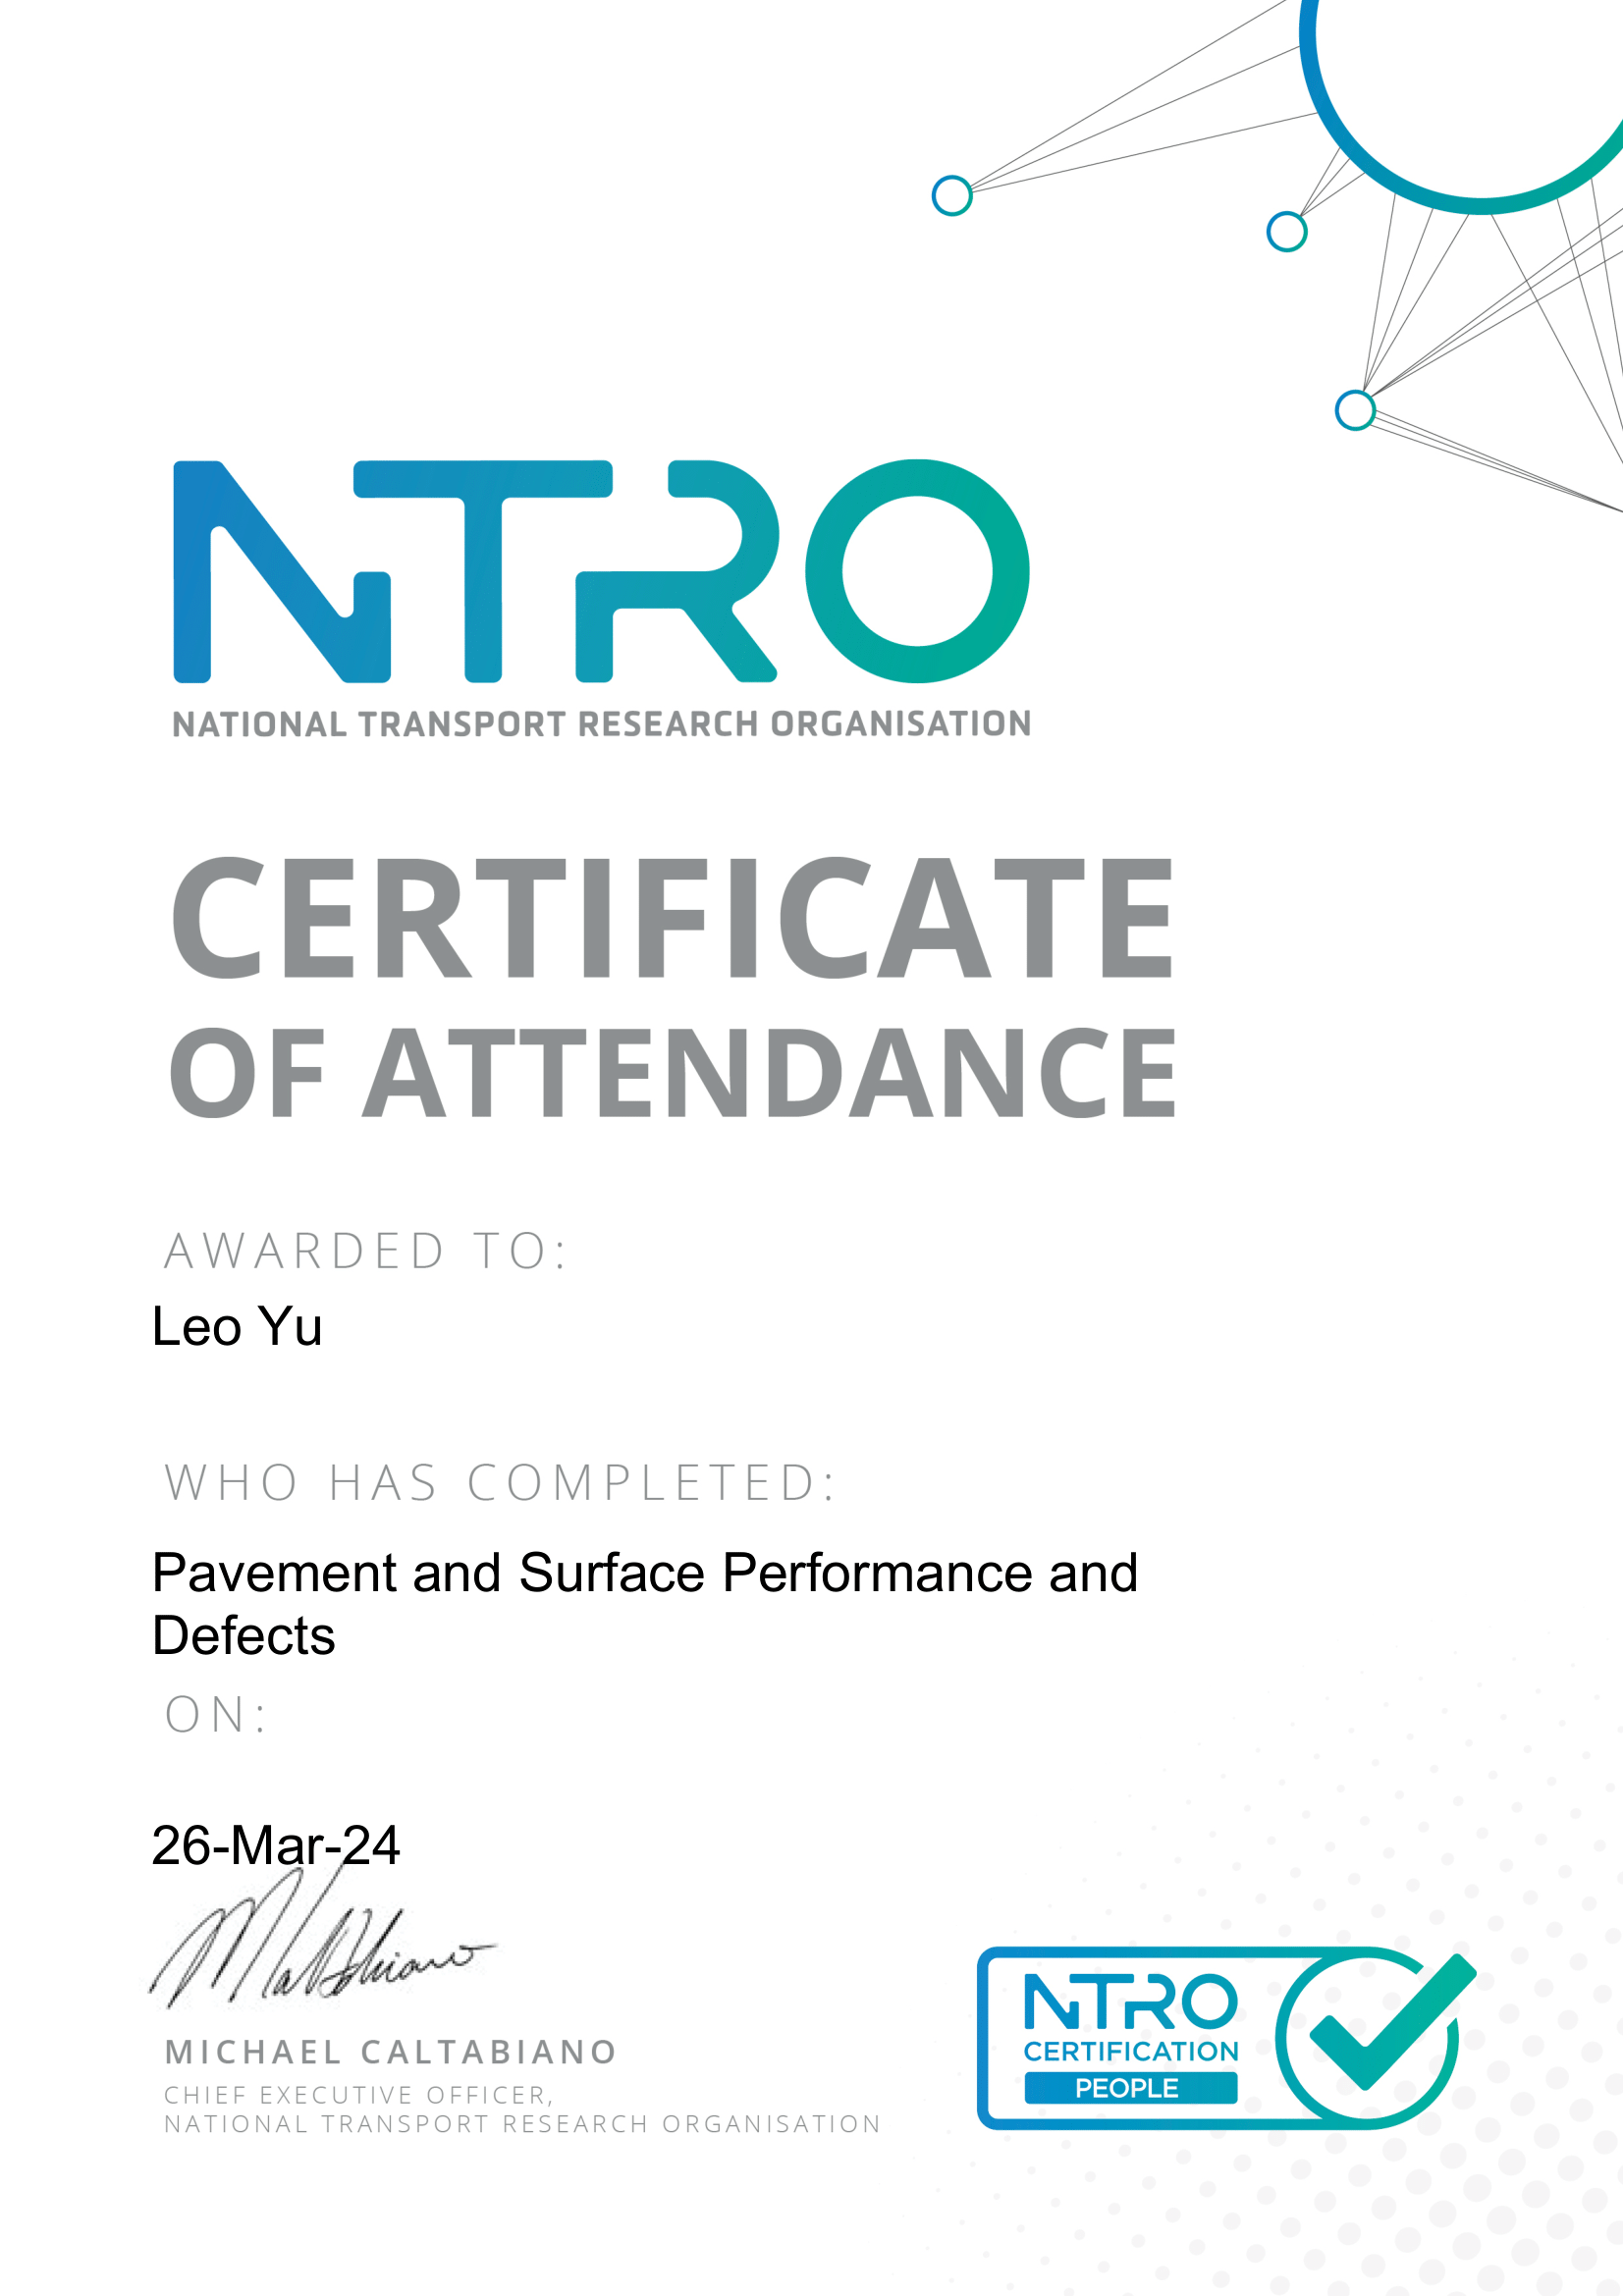 NTRO
NATIONAL TRANSPORT RESEARCH ORGANISATION
CERTIFICATE
OF ATTENDANCE
AWARDED TO:
Leo Yu
WHO HAS COMPLETED:
Pavement and Surface Performance and
Defects
ON:
26-Mar-24
MICHAEL CALTABIANO
CHIEF EXECUTIVE OFFICER,
NATIONAL TRANSPORT RESEARCH ORGANISATION
NTRO
CERTIFICATION
PEOPLE